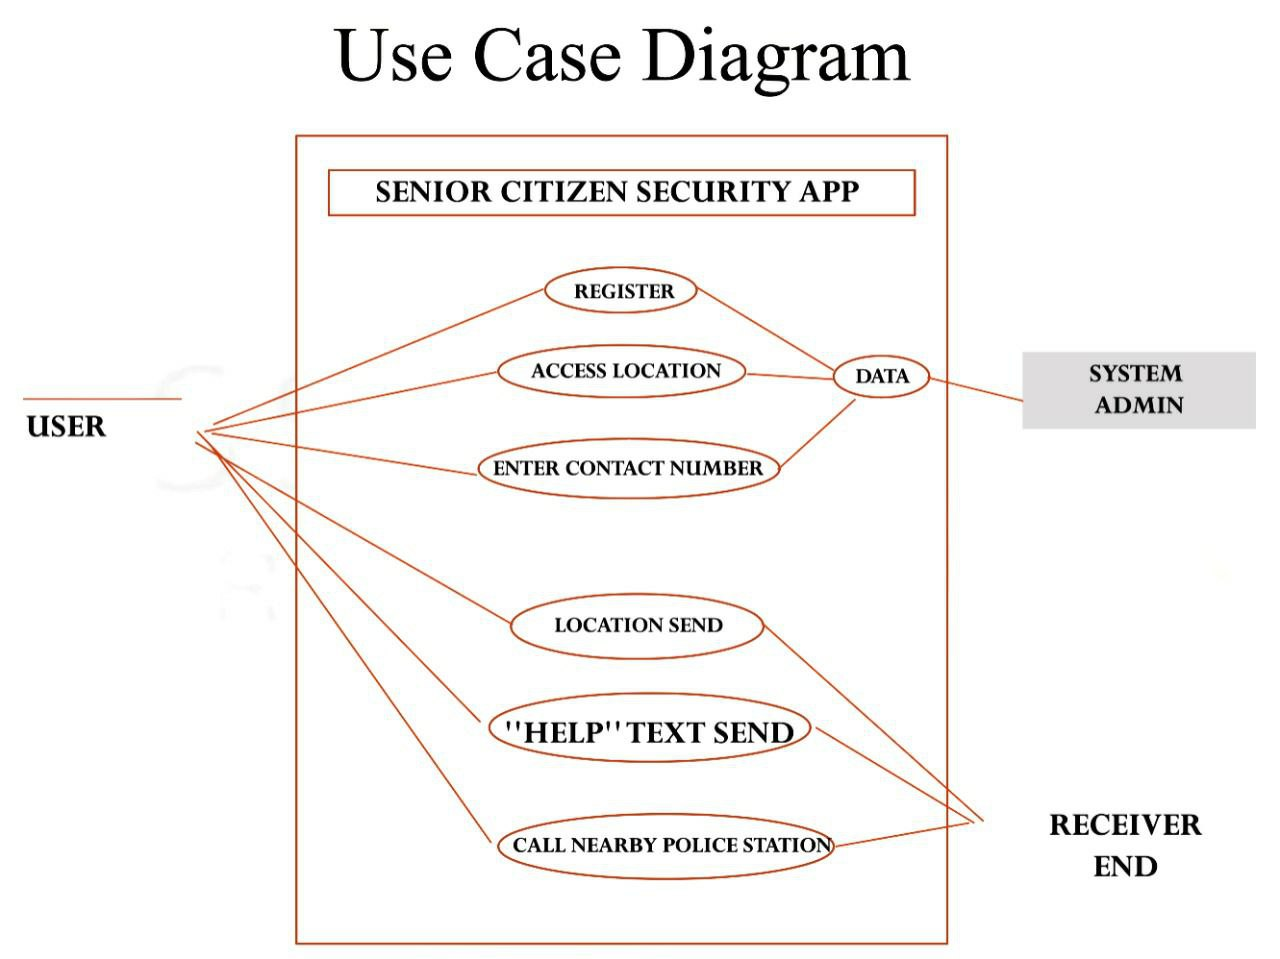 Use Case Diagram
SENIOR CITIZEN SECURITY APP
REGISTER
ACCESS LOCATION
DATA
SYSTEM
ADMIN
USER
ENTER CONTACT NUMBER
LOCATION SEND
"HELP" TEXT SEND
CALL NEARBY POLICE STATION
RECEIVER
END